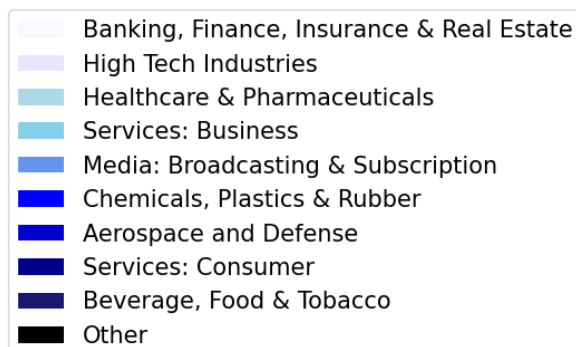 Banking, Finance, Insurance & Real Estate
High Tech Industries
Healthcare & Pharmaceuticals
Services: Business
Media: Broadcasting & Subscription
Chemicals, Plastics & Rubber
Aerospace and Defense
Services: Consumer
Beverage, Food & Tobacco
Other